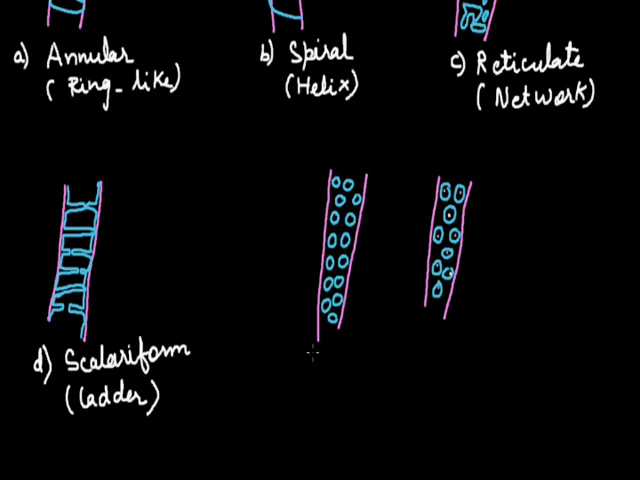 a) Annular
(Ring-like)
b) Spiral
(Helix)
c) Reticulate
(Network)
d) Scalariform
(Ladder)